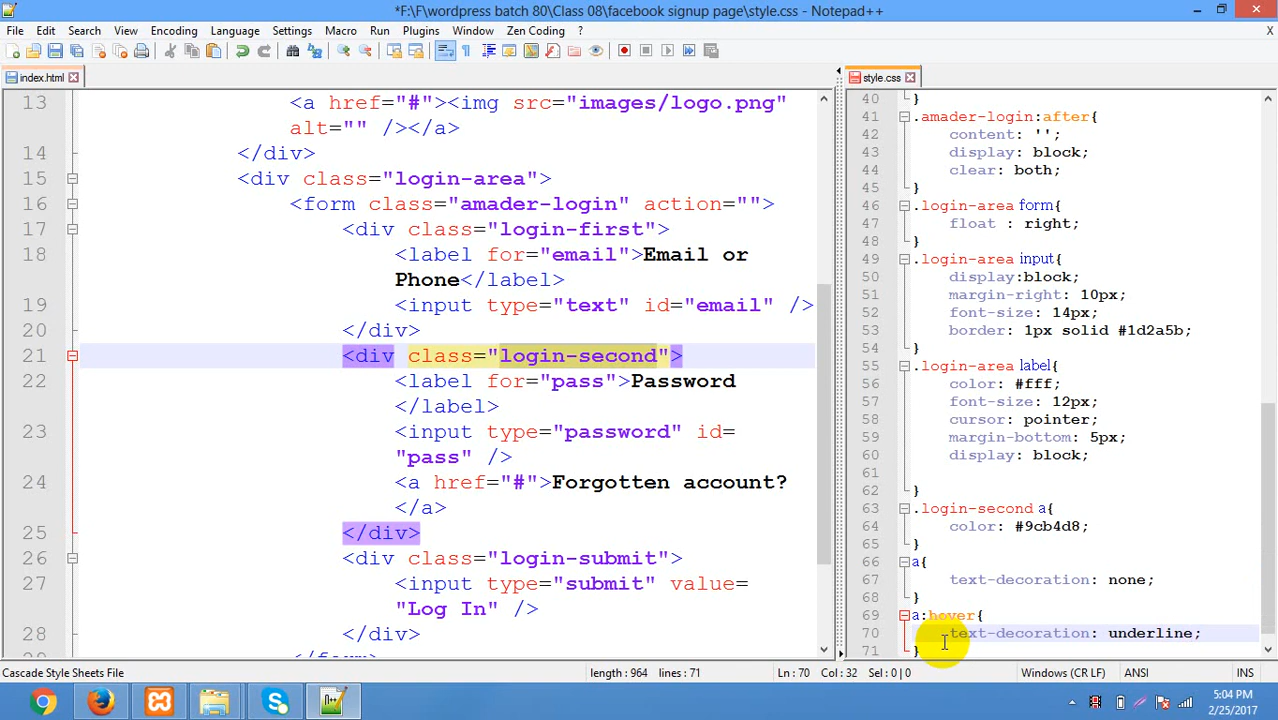 *F:\F\wordpress batch 80\Class 08\facebook signup page\style.css - Notepad++
File Edit Search View Encoding Language Settings Macro Run Plugins Window Zen Coding ? X
index.html
13 <a href="#"><img src="images/logo.png"
alt="" /></a>
14 </div>
15 <div class="login-area">
16 <form class="amader-login" action="">
17 <div class="login-first">
18 <label for="email">Email or
Phone</label>
19 <input type="text" id="email" />
20 </div>
21 <div class="login-second">
22 <label for="pass">Password
</label>
23 <input type="password" id=
"pass" />
24 <a href="#">Forgotten account?
</a>
25 </div>
26 <div class="login-submit">
27 <input type="submit" value=
"Log In" />
28 </div>
</form>
style.css
40 }
41 .amader-login:after{
42 content: '';
43 display: block;
44 clear: both;
45 }
46 .login-area form{
47 float : right;
48 }
49 .login-area input{
50 display:block;
51 margin-right: 10px;
52 font-size: 14px;
53 border: 1px solid #1d2a5b;
54 }
55 .login-area label{
56 color: #fff;
57 font-size: 12px;
58 cursor: pointer;
59 margin-bottom: 5px;
60 display: block;
61
62 }
63 .login-second a{
64 color: #9cb4d8;
65 }
66 a{
67 text-decoration: none;
68 }
69 a:hover{
70 text-decoration: underline;
71 }
Cascade Style Sheets File length : 964 lines : 71 Ln : 70 Col : 32 Sel : 0 | 0 Windows (CR LF) ANSI INS
5:04 PM
2/25/2017